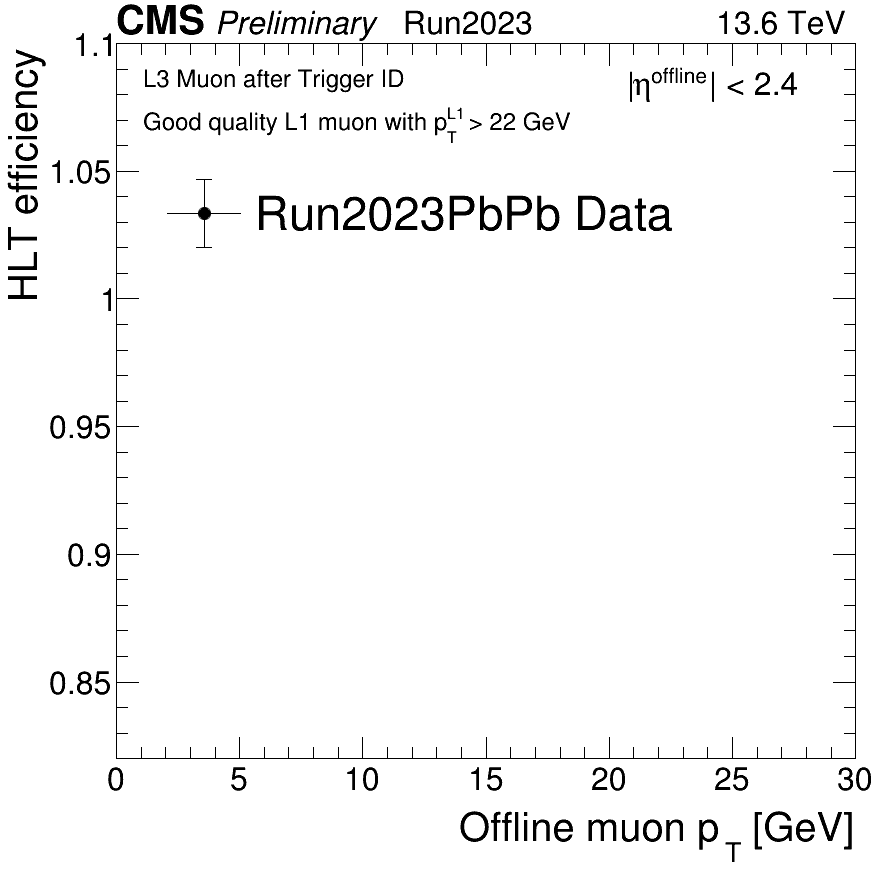 CMS Preliminary Run2023 13.6 TeV
L3 Muon after Trigger ID
|η^offline| < 2.4
Good quality L1 muon with p_T^L1 > 22 GeV
Run2023PbPb Data
HLT efficiency
1.1
1.05
1
0.95
0.9
0.85
0 5 10 15 20 25 30
Offline muon p_T [GeV]